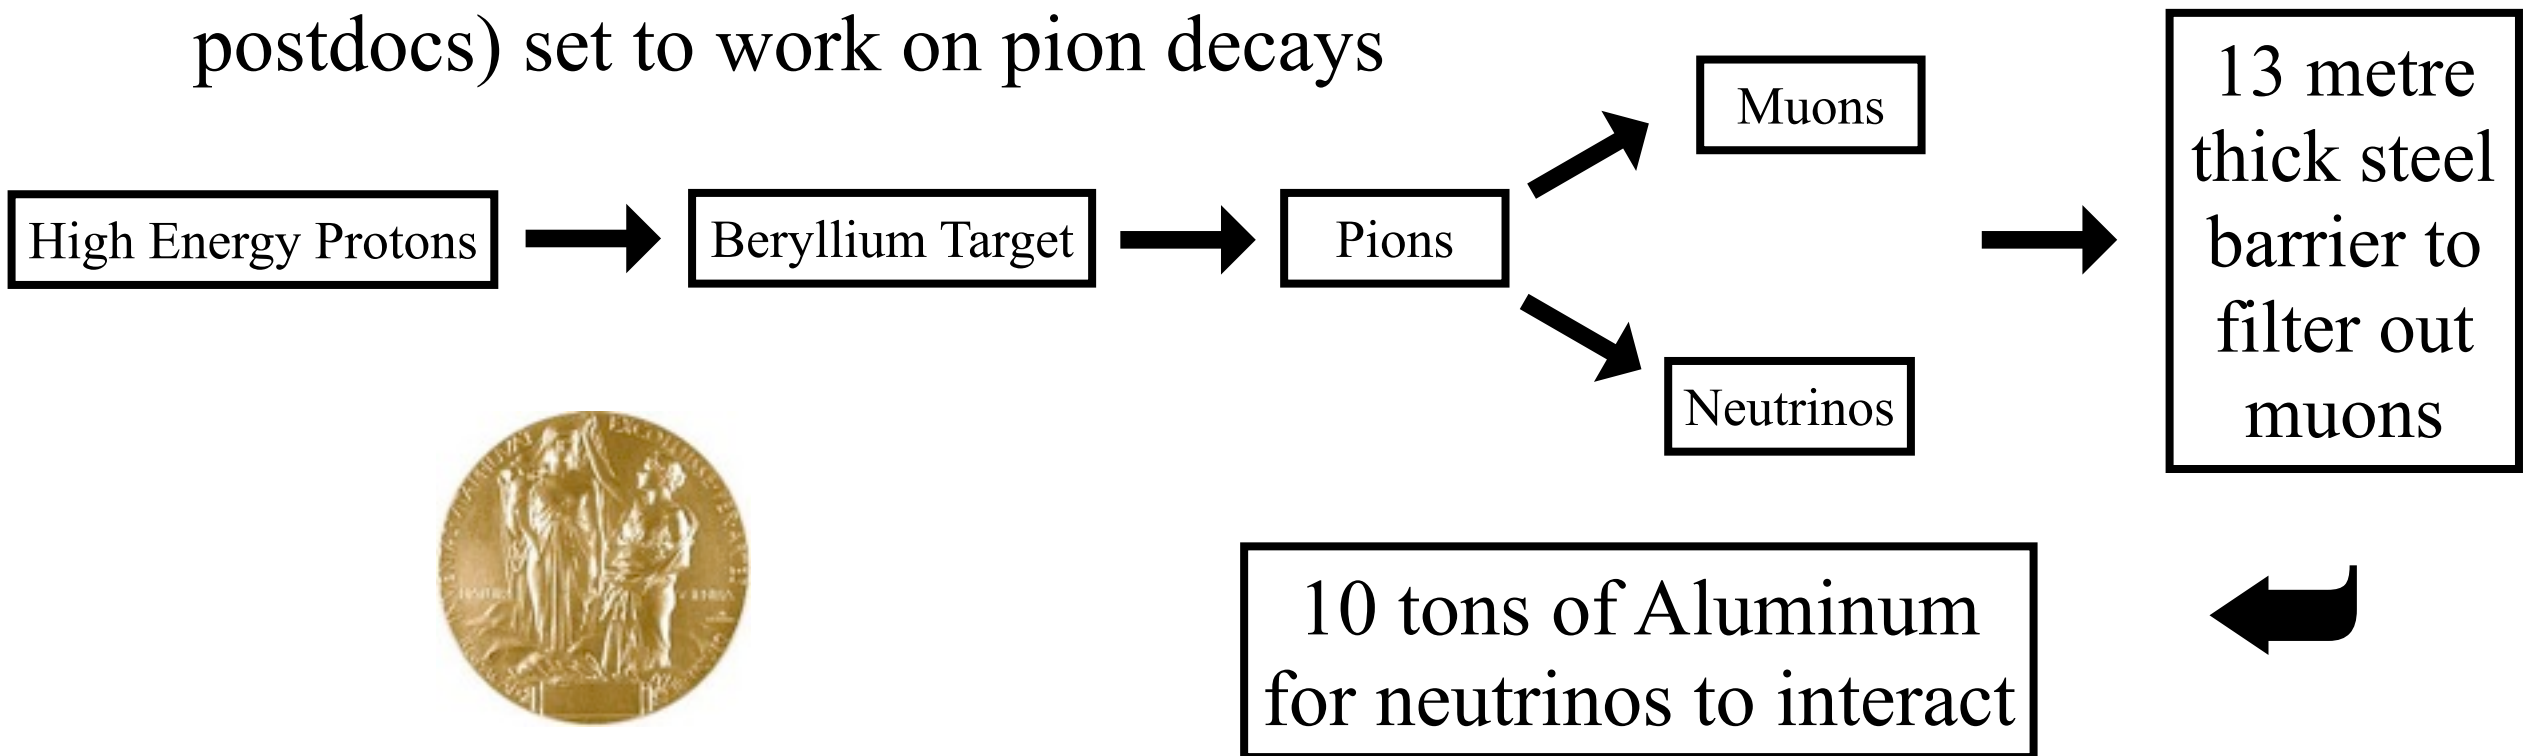 postdocs) set to work on pion decays
High Energy Protons
Beryllium Target
Pions
Muons
Neutrinos
13 metre
thick steel
barrier to
filter out
muons
10 tons of Aluminum
for neutrinos to interact